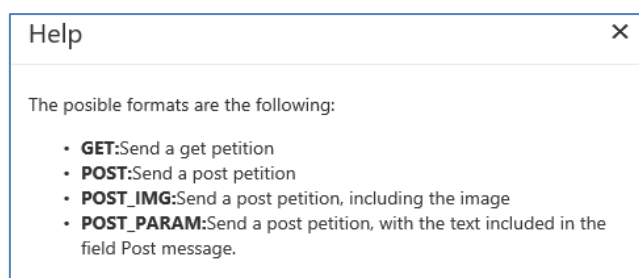 Help ×
The posible formats are the following:
• GET:Send a get petition
• POST:Send a post petition
• POST_IMG:Send a post petition, including the image
• POST_PARAM:Send a post petition, with the text included in the
field Post message.